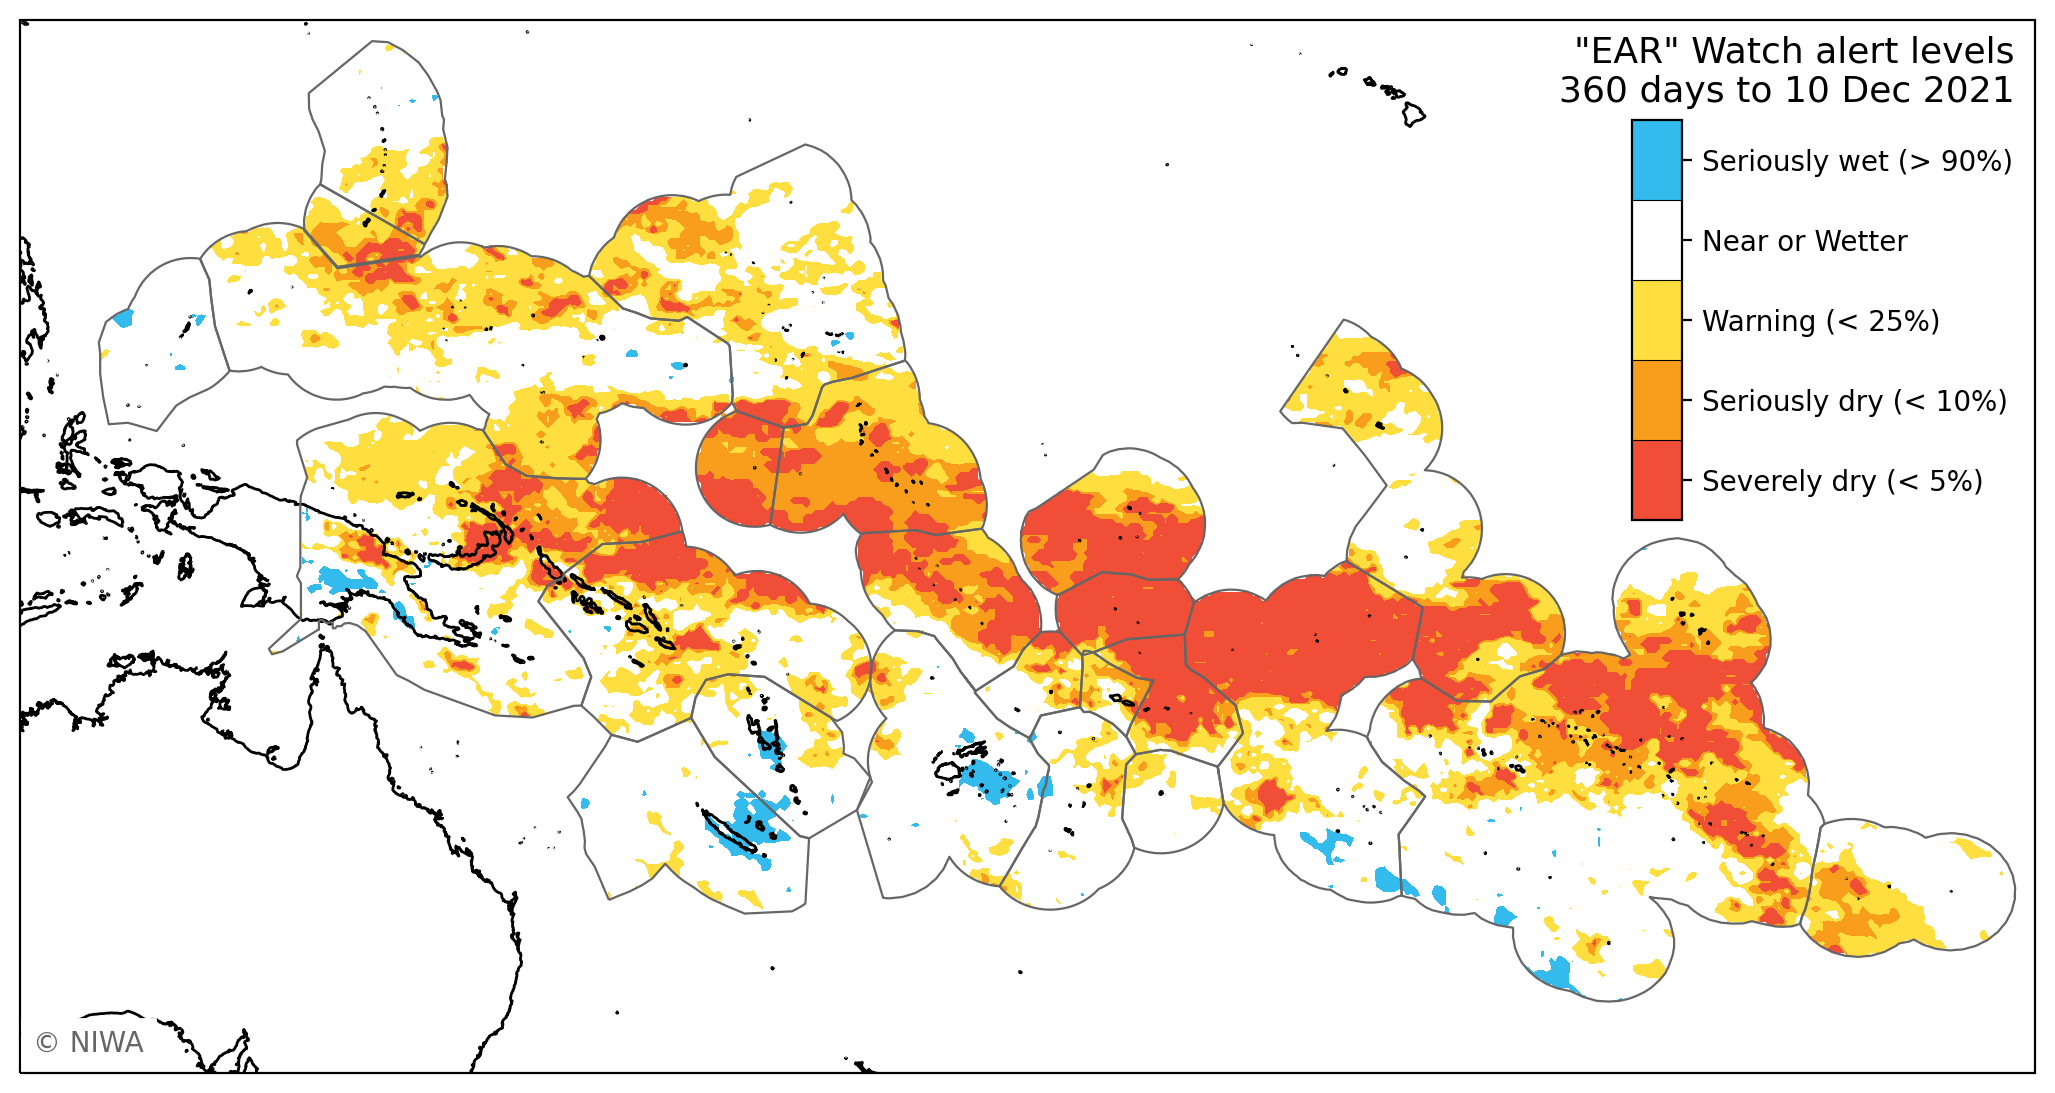 "EAR" Watch alert levels
360 days to 10 Dec 2021
Seriously wet (> 90%)
Near or Wetter
Warning (< 25%)
Seriously dry (< 10%)
Severely dry (< 5%)
© NIWA